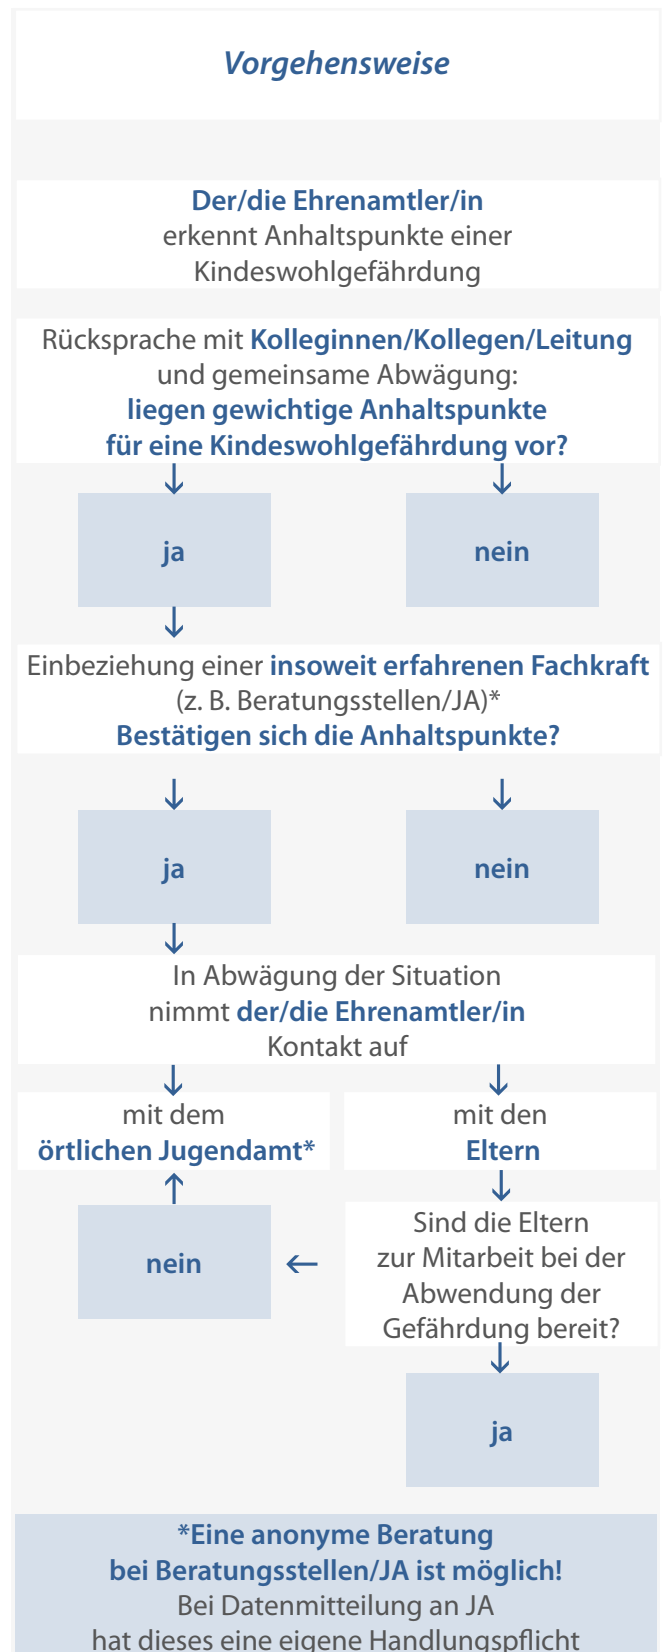 Vorgehensweise
Der/die Ehrenamtler/in
erkennt Anhaltspunkte einer
Kindeswohlgefährdung
Rücksprache mit Kolleginnen/Kollegen/Leitung
und gemeinsame Abwägung:
liegen gewichtige Anhaltspunkte
für eine Kindeswohlgefährdung vor?
ja
nein
Einbeziehung einer insoweit erfahrenen Fachkraft
(z. B. Beratungsstellen/JA)*
Bestätigen sich die Anhaltspunkte?
ja
nein
In Abwägung der Situation
nimmt der/die Ehrenamtler/in
Kontakt auf
mit dem
örtlichen Jugendamt*
mit den
Eltern
nein
Sind die Eltern
zur Mitarbeit bei der
Abwendung der
Gefährdung bereit?
ja
*Eine anonyme Beratung
bei Beratungsstellen/JA ist möglich!
Bei Datenmitteilung an JA
hat dieses eine eigene Handlungspflicht